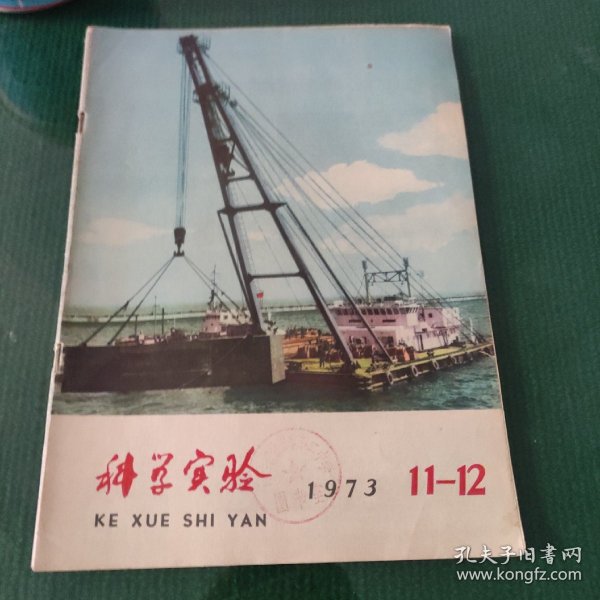 科学实验
1973 11-12
KE XUE SHI YAN
孔夫子旧書网
www.kongfz.com